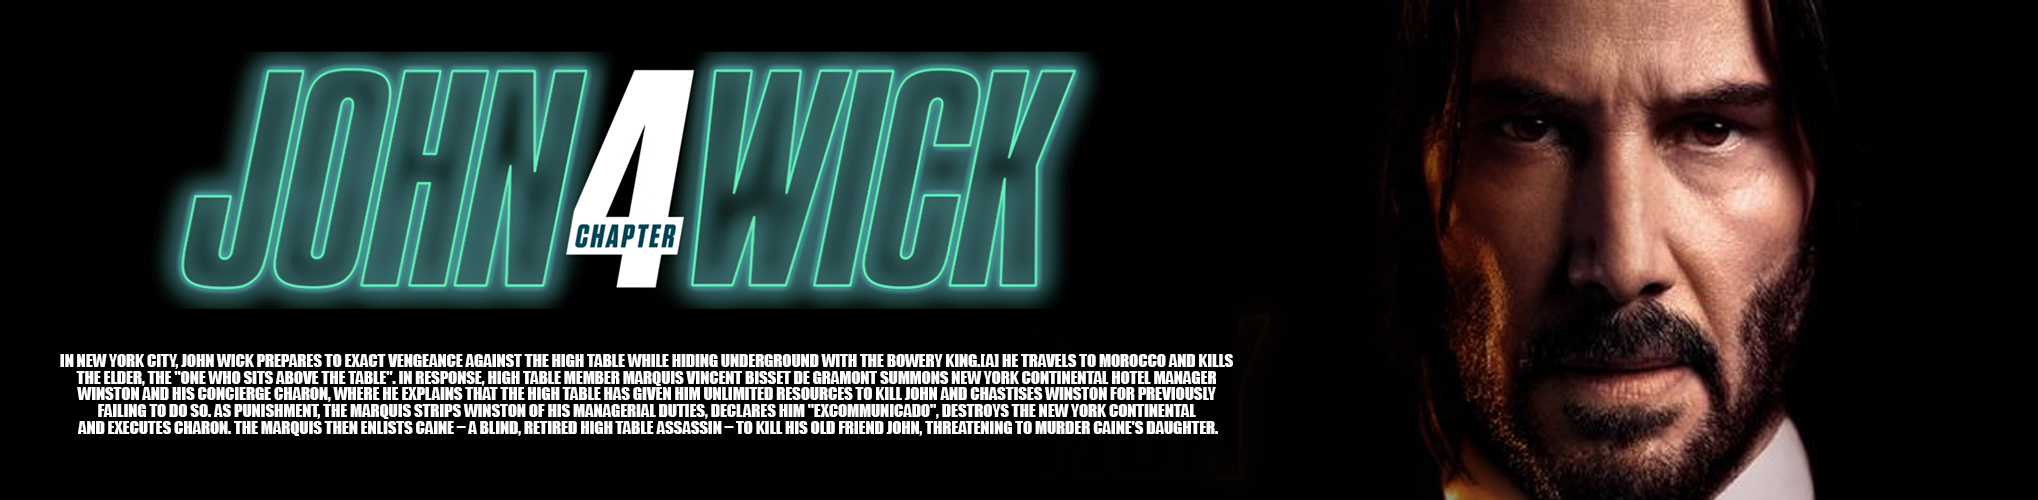 JOHN 4 WICK
CHAPTER
IN NEW YORK CITY, JOHN WICK PREPARES TO EXACT VENGEANCE AGAINST THE HIGH TABLE WHILE HIDING UNDERGROUND WITH THE BOWERY KING.[A] HE TRAVELS TO MOROCCO AND KILLS
THE ELDER, THE "ONE WHO SITS ABOVE THE TABLE". IN RESPONSE, HIGH TABLE MEMBER MARQUIS VINCENT BISSET DE GRAMONT SUMMONS NEW YORK CONTINENTAL HOTEL MANAGER
WINSTON AND HIS CONCIERGE CHARON, WHERE HE EXPLAINS THAT THE HIGH TABLE HAS GIVEN HIM UNLIMITED RESOURCES TO KILL JOHN AND CHASTISES WINSTON FOR PREVIOUSLY
FAILING TO DO SO. AS PUNISHMENT, THE MARQUIS STRIPS WINSTON OF HIS MANAGERIAL DUTIES, DECLARES HIM "EXCOMMUNICADO", DESTROYS THE NEW YORK CONTINENTAL
AND EXECUTES CHARON. THE MARQUIS THEN ENLISTS CAINE – A BLIND, RETIRED HIGH TABLE ASSASSIN – TO KILL HIS OLD FRIEND JOHN, THREATENING TO MURDER CAINE'S DAUGHTER.